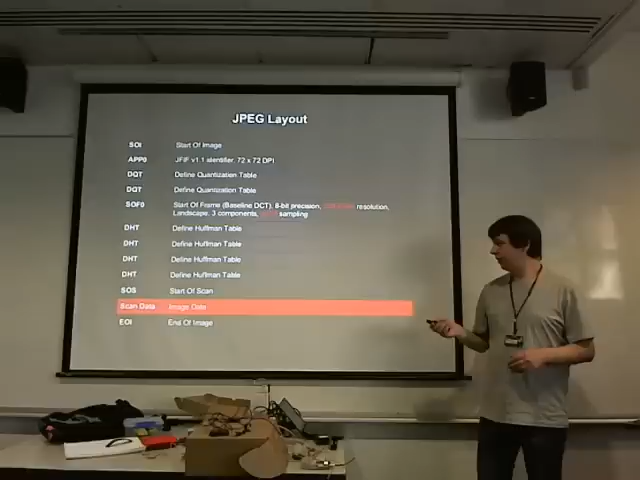 JPEG Layout
SOI Start Of Image
APP0 JFIF v1.1 identifier, 72 x 72 DPI
DQT Define Quantization Table
DQT Define Quantization Table
SOF0 Start Of Frame (Baseline DCT), 8-bit precision, resolution,
Landscape, 3 components, sampling
DHT Define Huffman Table
DHT Define Huffman Table
DHT Define Huffman Table
DHT Define Huffman Table
SOS Start Of Scan
Scan Data Image Data
EOI End Of Image